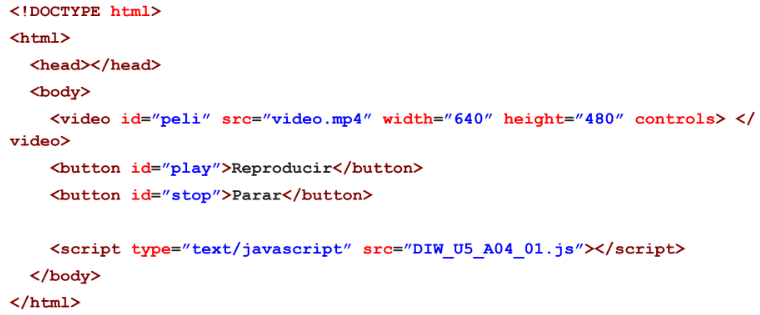 <!DOCTYPE html>
<html>
<head></head>
<body>
<video id=”peli” src=”video.mp4” width=”640” height=”480” controls> </
video>
<button id=”play”>Reproducir</button>
<button id=”stop”>Parar</button>
<script type=”text/javascript” src=”DIW_U5_A04_01.js”></script>
</body>
</html>